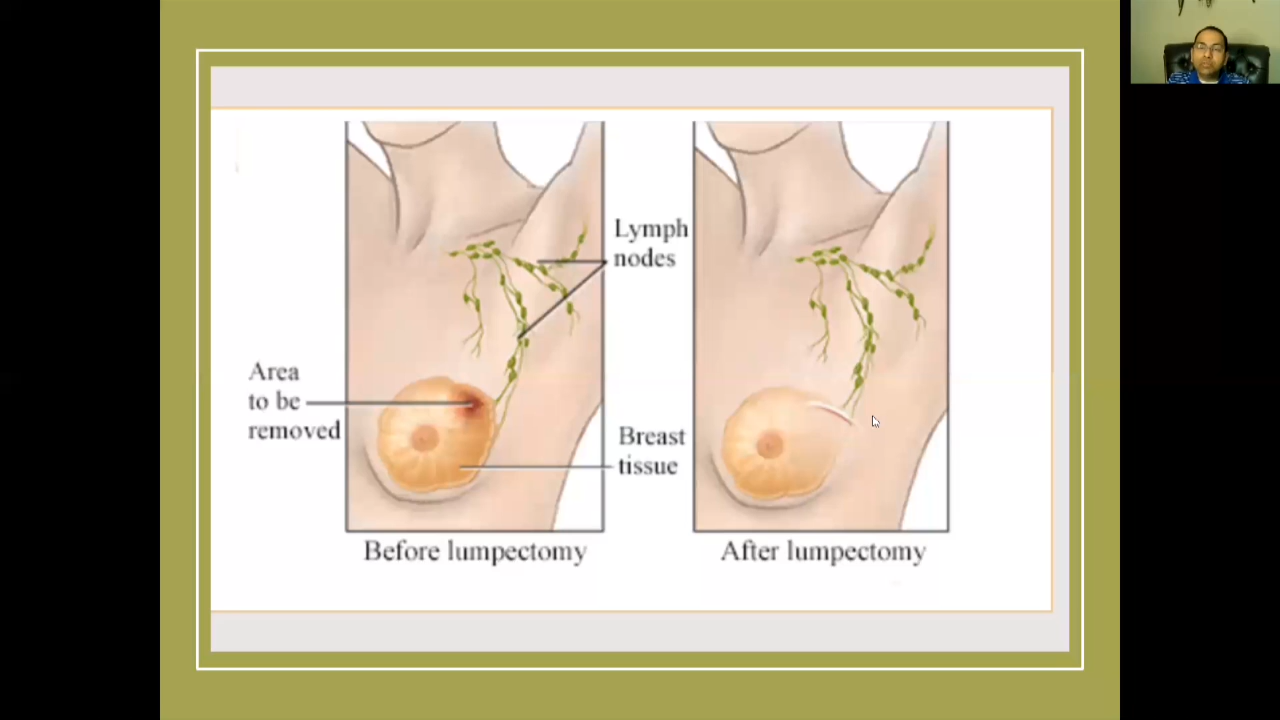 Lymph
nodes
Area
to be
removed
Breast
tissue
Before lumpectomy
After lumpectomy